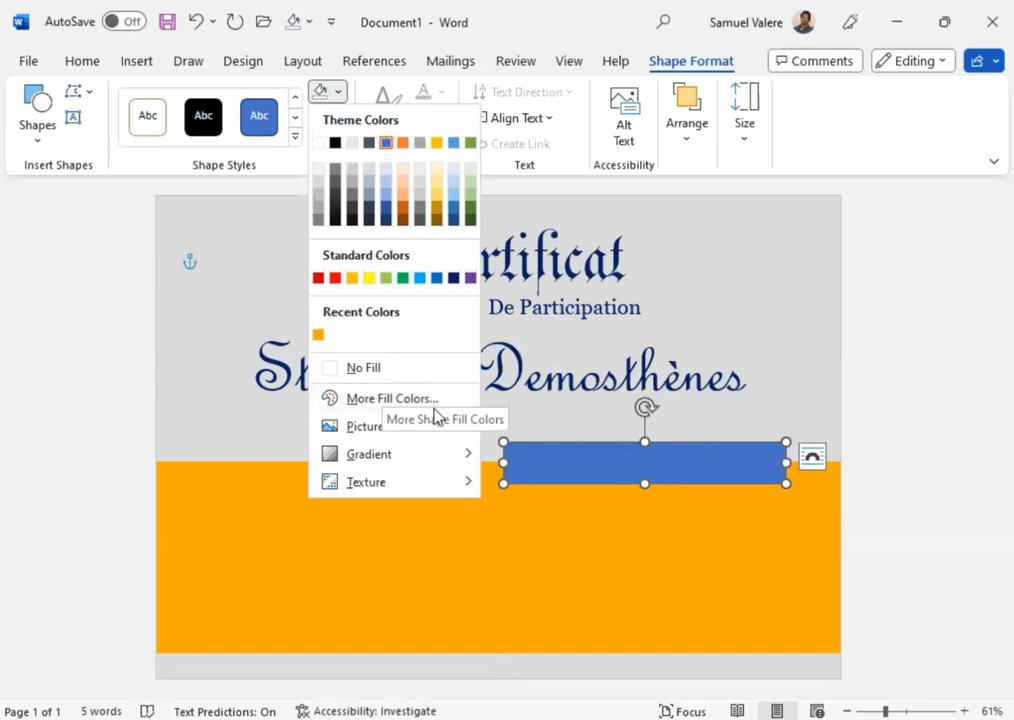 AutoSave Off Document1 - Word Samuel Valere
File Home Insert Draw Design Layout References Mailings Review View Help Shape Format Comments Editing
Shapes
Insert Shapes
Abc Abc Abc
Shape Styles
Text Direction
Align Text
Create Link
Text
Alt
Text
Accessibility
Arrange
Size
Theme Colors
Standard Colors
Recent Colors
No Fill
More Fill Colors...
More Shape Fill Colors
Picture
Gradient
Texture
rtificat
De Participation
Demosthènes
Page 1 of 1 5 words Text Predictions: On Accessibility: Investigate Focus 61%